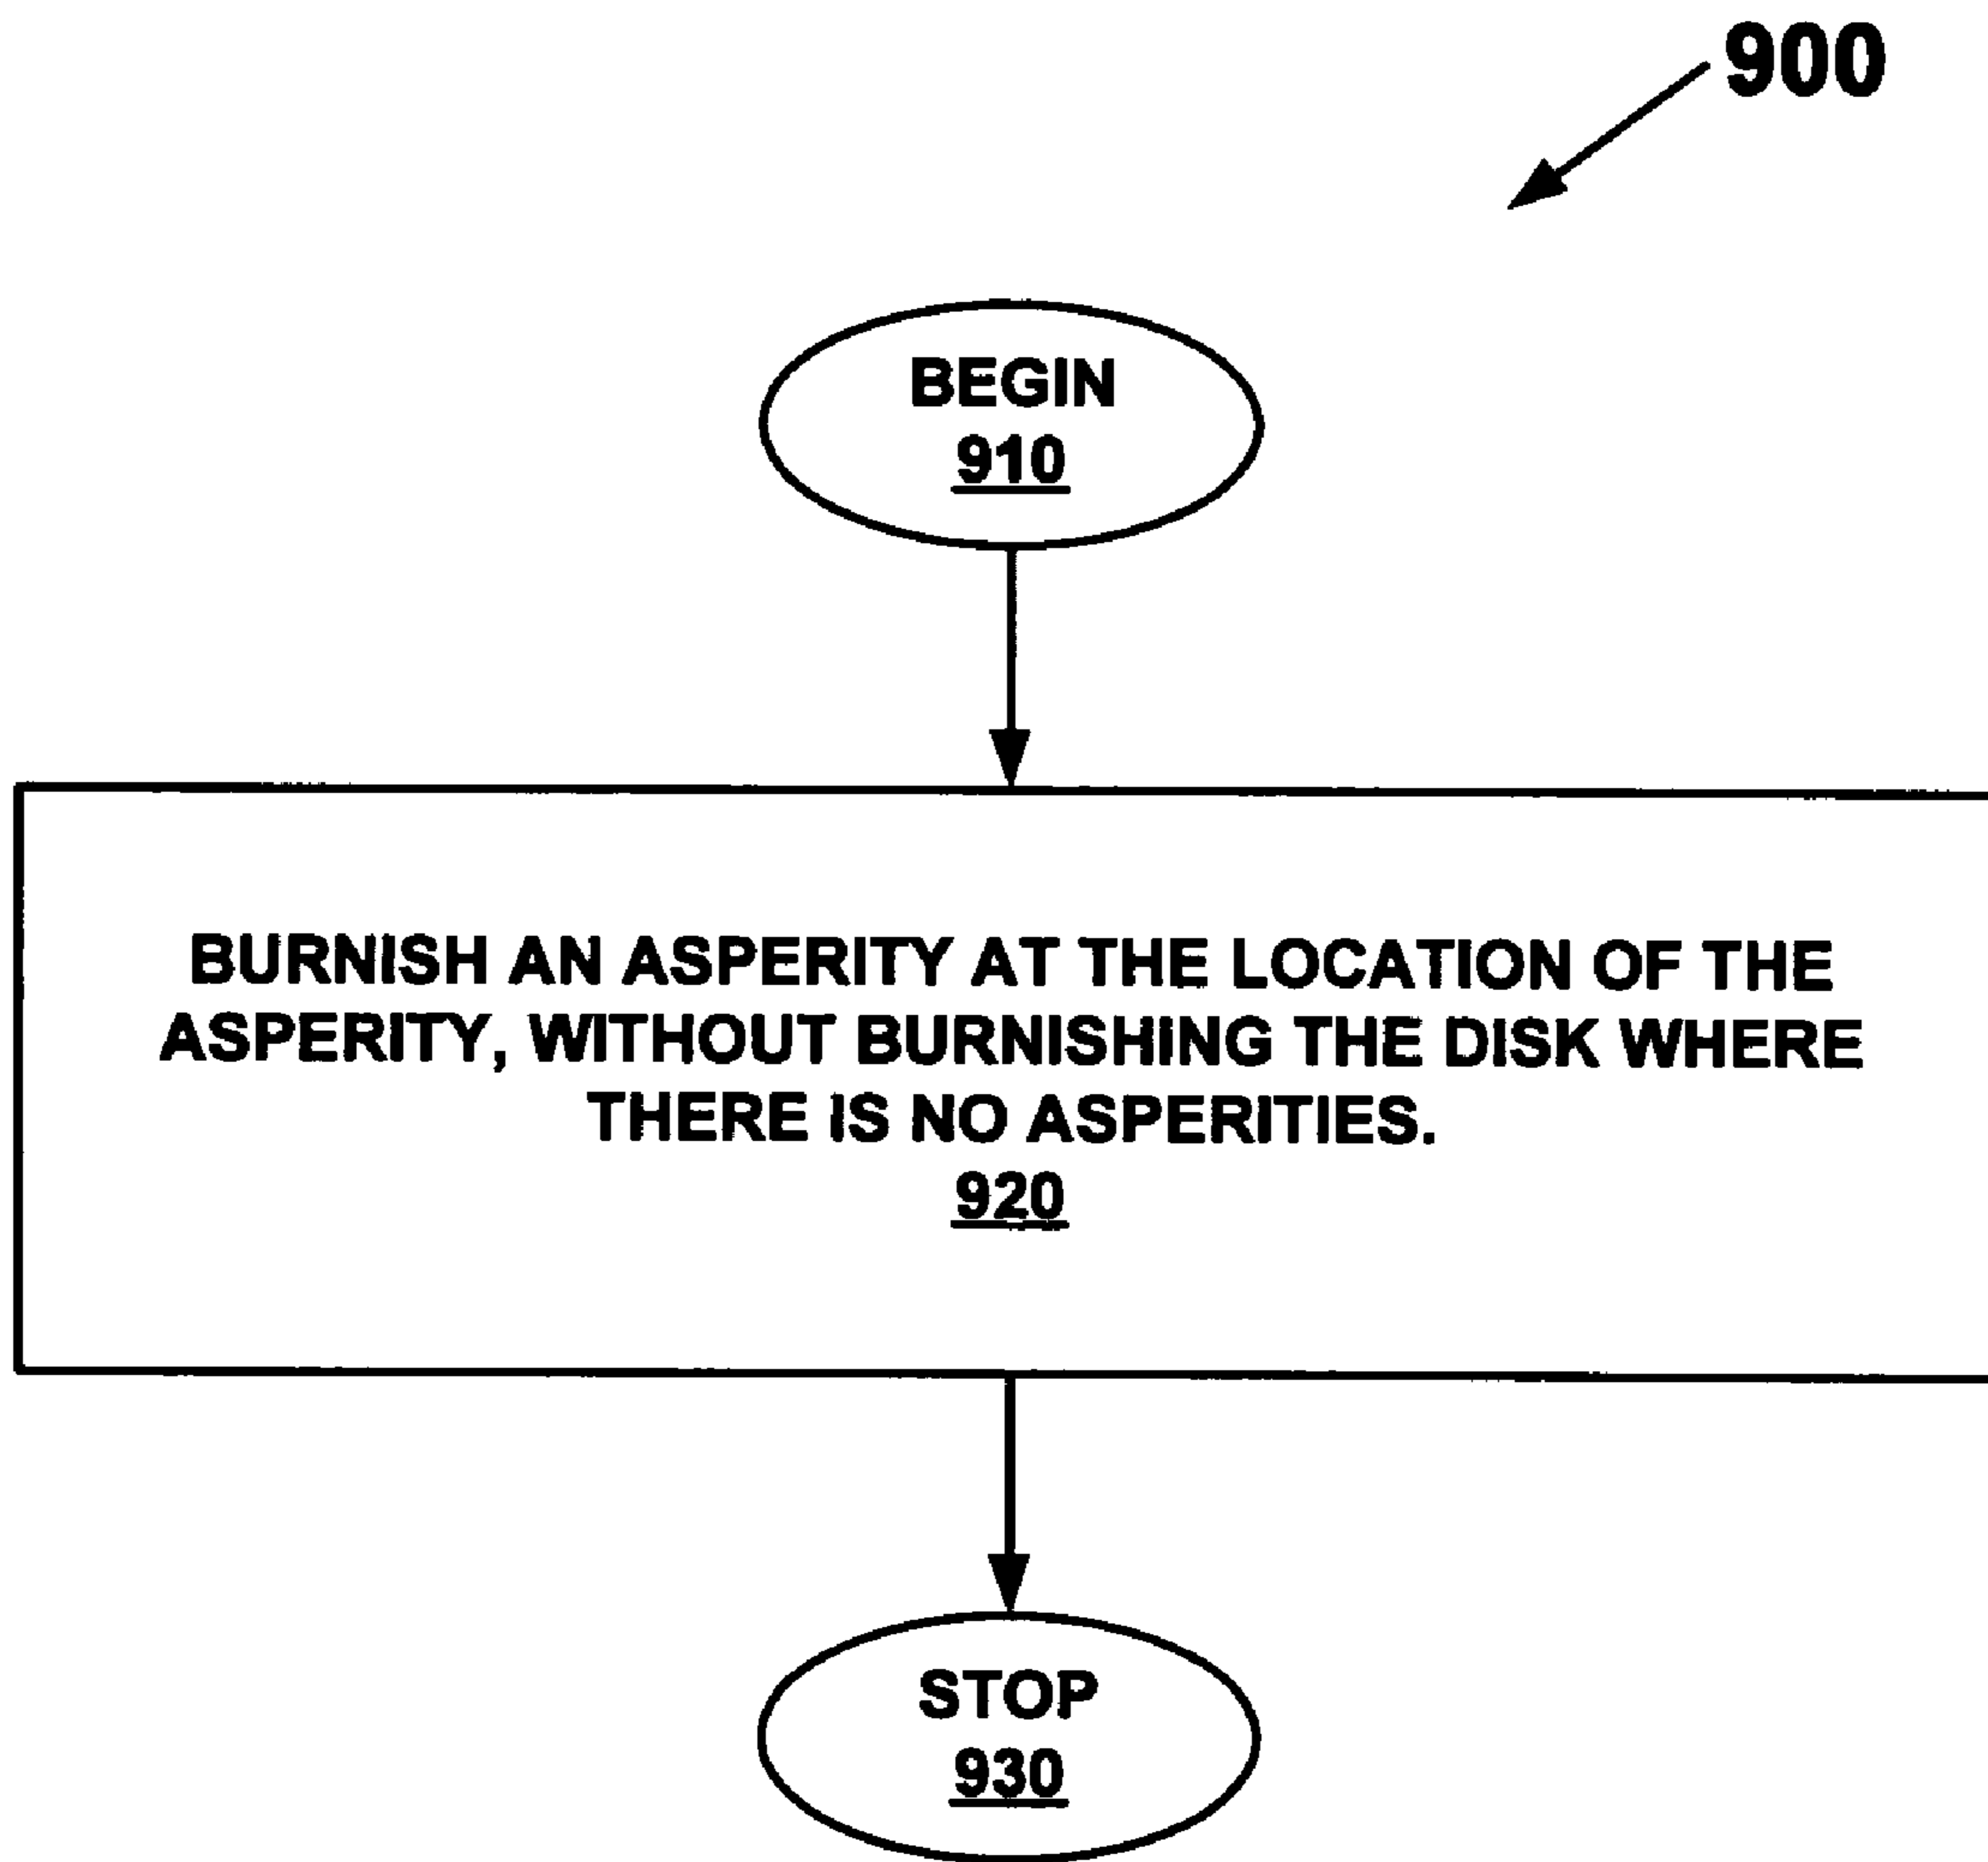 900
BEGIN
910
BURNISH AN ASPERITY AT THE LOCATION OF THE
ASPERITY, WITHOUT BURNISHING THE DISK WHERE
THERE IS NO ASPERITIES.
920
STOP
930